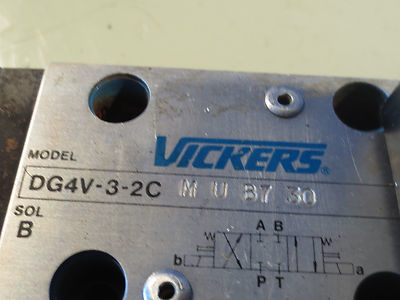 VICKERS®
MODEL
DG4V-3-2C M U B7 30
SOL
B
A B
W W
b a
P T